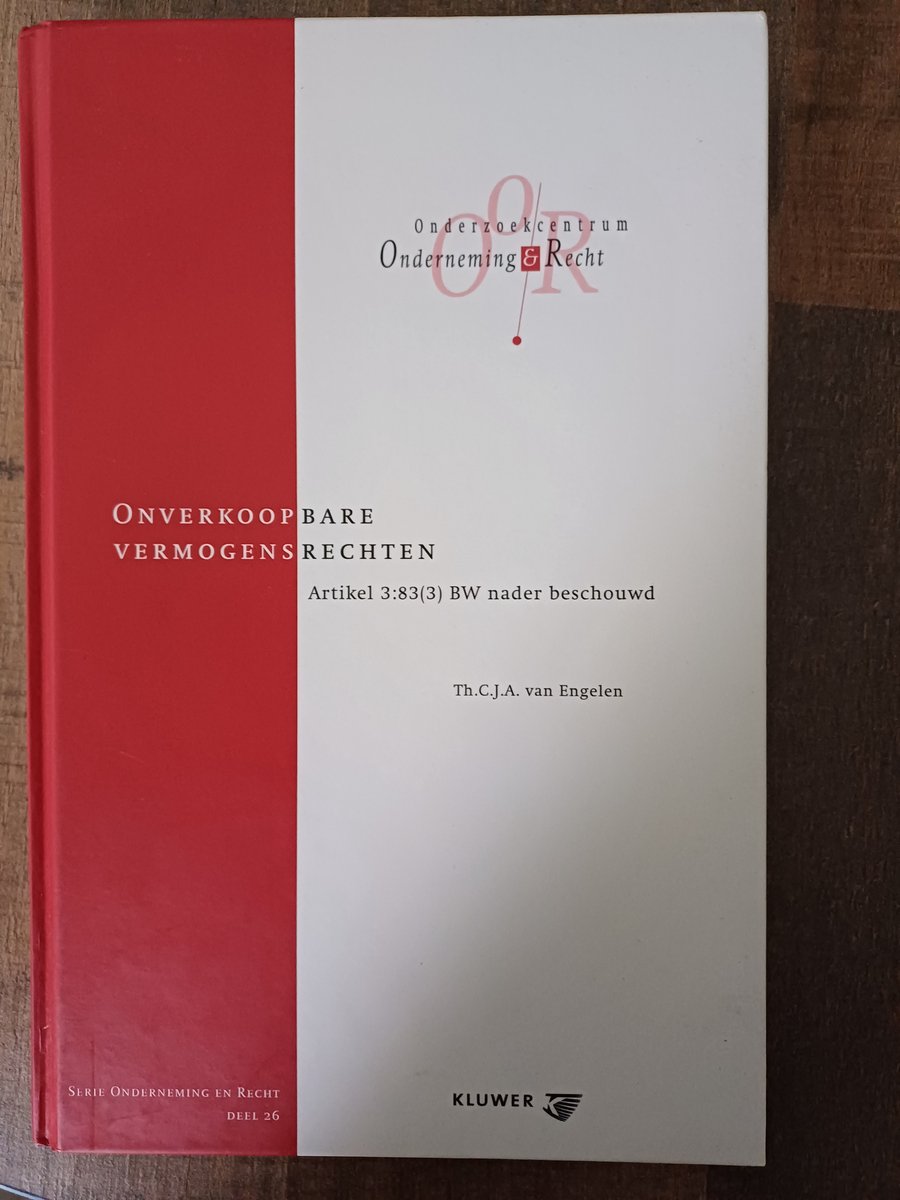 OoR
Onderzoekcentrum
Onderneming & Recht
ONVERKOOPBARE
VERMOGENSRECHTEN
Artikel 3:83(3) BW nader beschouwd
Th.C.J.A. van Engelen
SERIE ONDERNEMING EN RECHT
DEEL 26
KLUWER